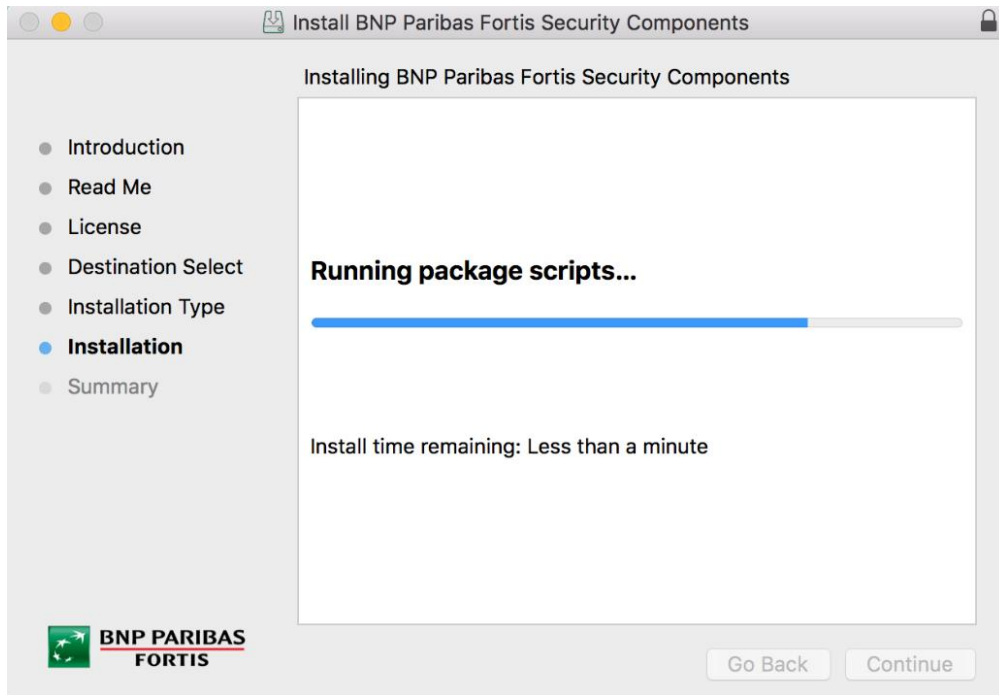 Install BNP Paribas Fortis Security Components
Installing BNP Paribas Fortis Security Components
Introduction
Read Me
License
Destination Select
Installation Type
Installation
Summary
Running package scripts...
Install time remaining: Less than a minute
BNP PARIBAS
FORTIS
Go Back
Continue